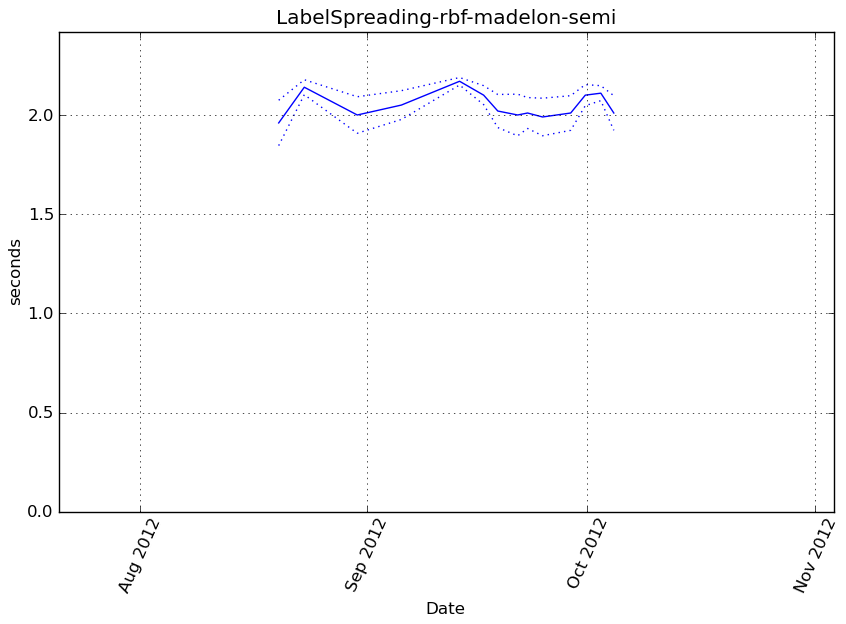 LabelSpreading-rbf-madelon-semi
2.0
1.5
1.0
0.5
0.0
seconds
Aug 2012
Sep 2012
Oct 2012
Nov 2012
Date